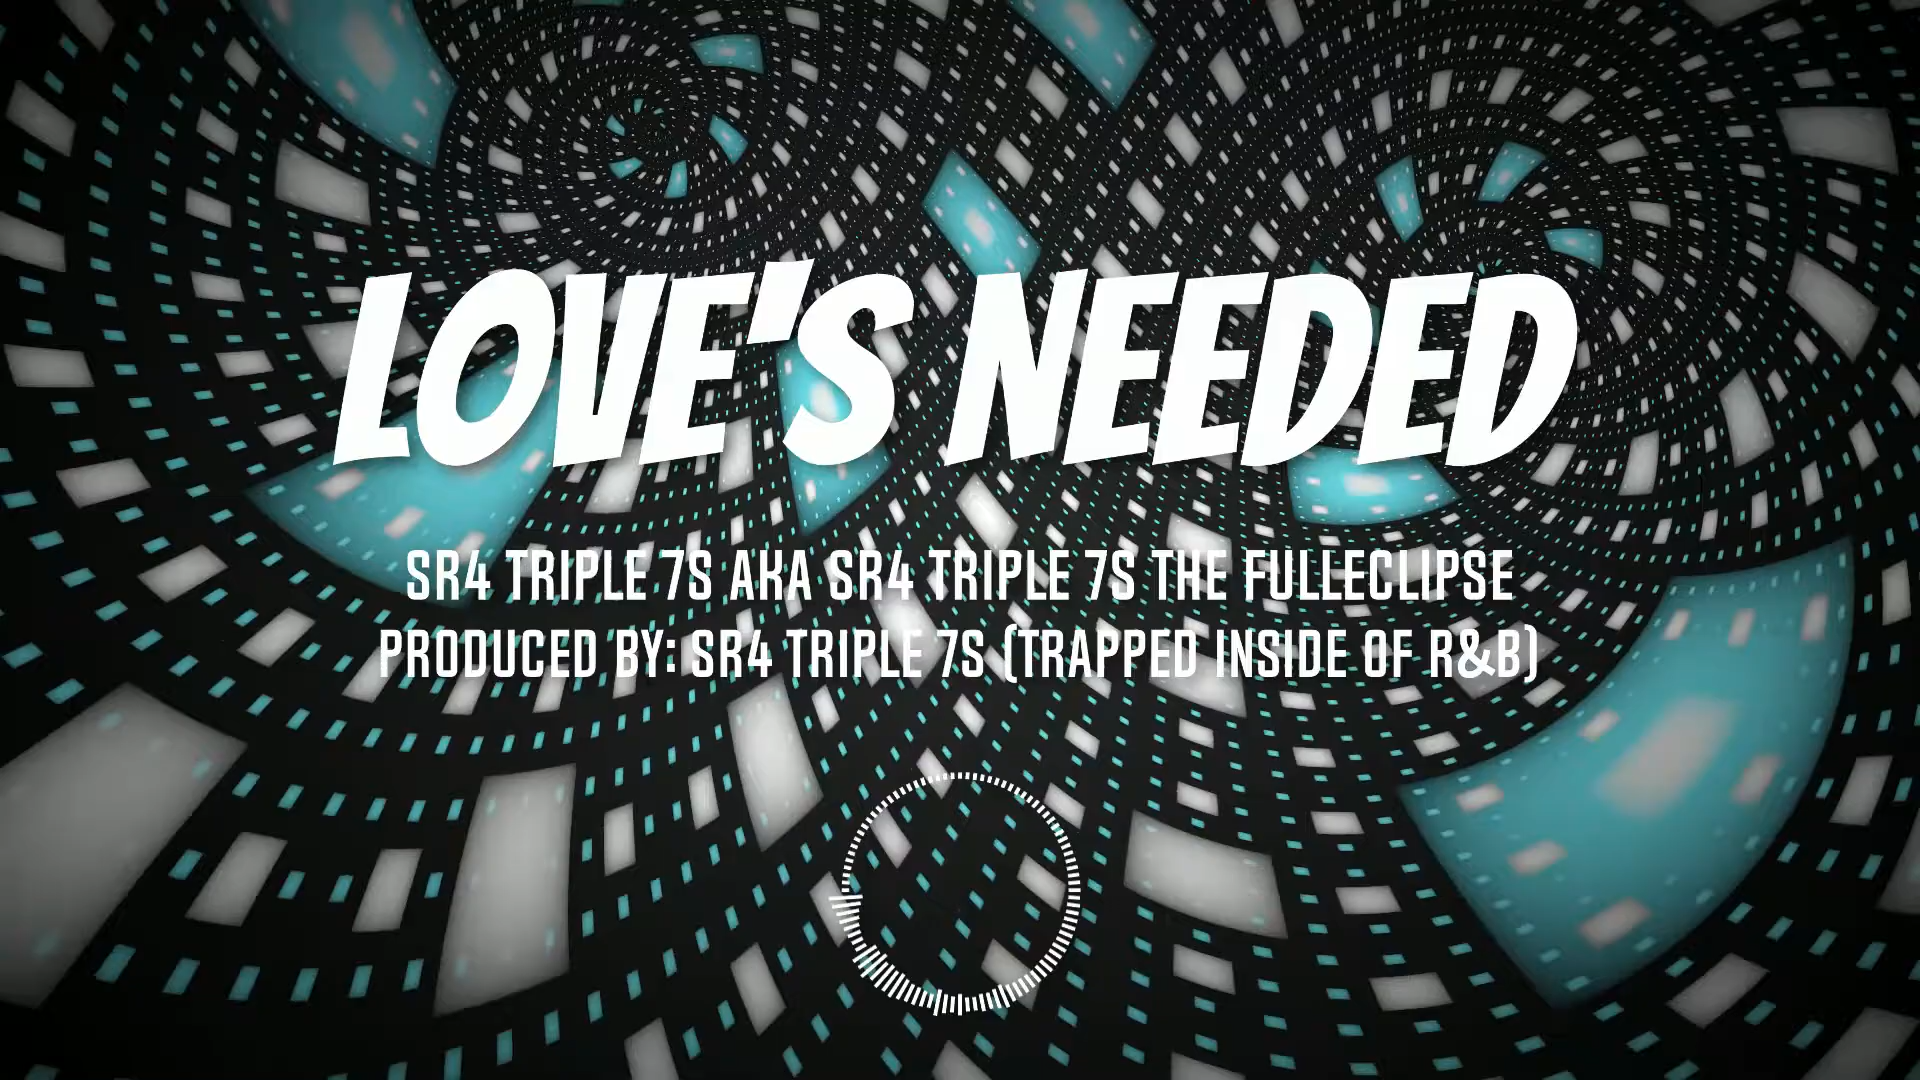 LOVE'S NEEDED
SR4 TRIPLE 7S AKA SR4 TRIPLE 7S THE FULLECLIPSE
PRODUCED BY: SR4 TRIPLE 7S (TRAPPED INSIDE OF R&B)